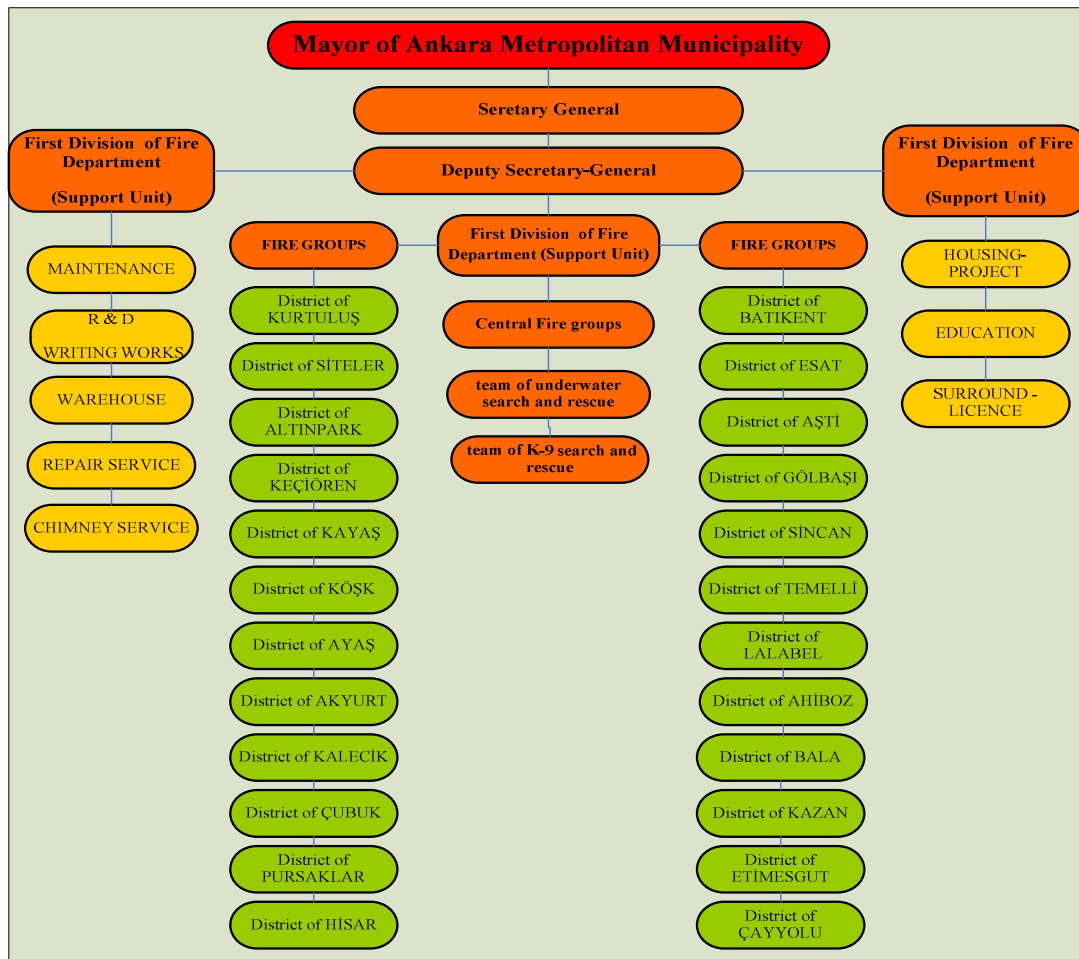 Mayor of Ankara Metropolitan Municipality
Seretary General
Deputy Secretary-General
First Division of Fire
Department
(Support Unit)
MAINTENANCE
R & D
WRITING WORKS
WAREHOUSE
REPAIR SERVICE
CHIMNEY SERVICE
FIRE GROUPS
District of
KURTULUŞ
District of SİTELER
District of
ALTINPARK
District of
KEÇİÖREN
District of KAYAŞ
District of KÖŞK
District of AYAŞ
District of AKYURT
District of KALECİK
District of ÇUBUK
District of
PURSAKLAR
District of HİSAR
First Division of Fire
Department (Support Unit)
Central Fire groups
team of underwater
search and rescue
team of K-9 search and
rescue
FIRE GROUPS
District of
BATIKENT
District of ESAT
District of AŞTİ
District of GÖLBAŞI
District of SİNCAN
District of TEMELLİ
District of
LALABEL
District of AHİBOZ
District of BALA
District of KAZAN
District of
ETİMESGUT
District of
ÇAYYOLU
First Division of Fire
Department
(Support Unit)
HOUSING-
PROJECT
EDUCATION
SURROUND -
LICENCE